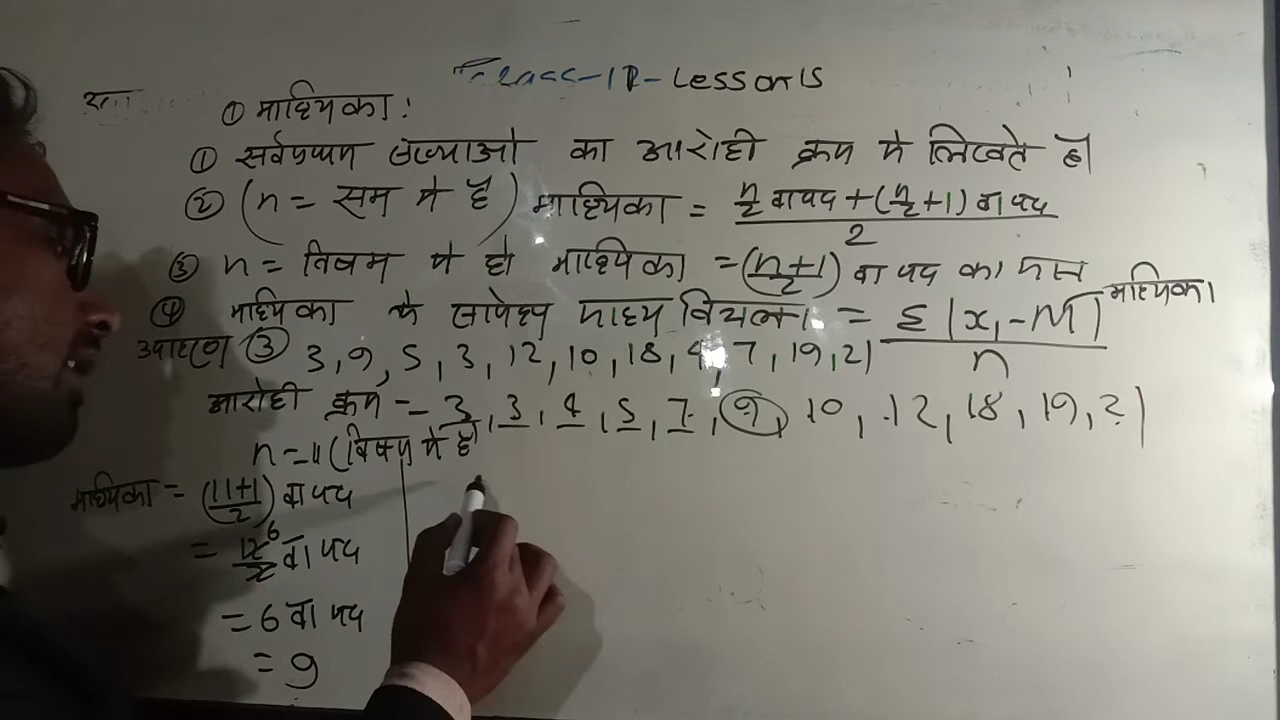 Class-11-Lesson 15
① माध्यिका:
① सर्वप्रथम संख्याओ का आरोही क्रम मे लिखते है
② (n = सम मे है) माध्यिका = n/2 वा पद + (n/2 + 1) वा पद / 2
③ n = विषम मे हो माध्यिका = (n+1/2) वा पद का मान
④ माध्यिका के सापेक्ष माध्य विचलन = Σ|xᵢ-M| / n माध्यिका
उदाहरण ③ 3, 9, 5, 3, 12, 10, 18, 4, 7, 19, 21
आरोही क्रम = 3, 3, 4, 5, 7, 9, 10, 12, 18, 19, 21
n = 11 (विषम मे है)
माध्यिका = (11+1/2) वा पद
= 12/2 6 वा पद
= 6 वा पद
= 9